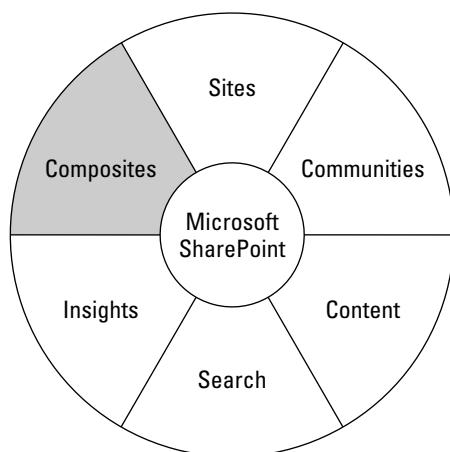 Sites
Composites
Communities
Microsoft
SharePoint
Insights
Content
Search